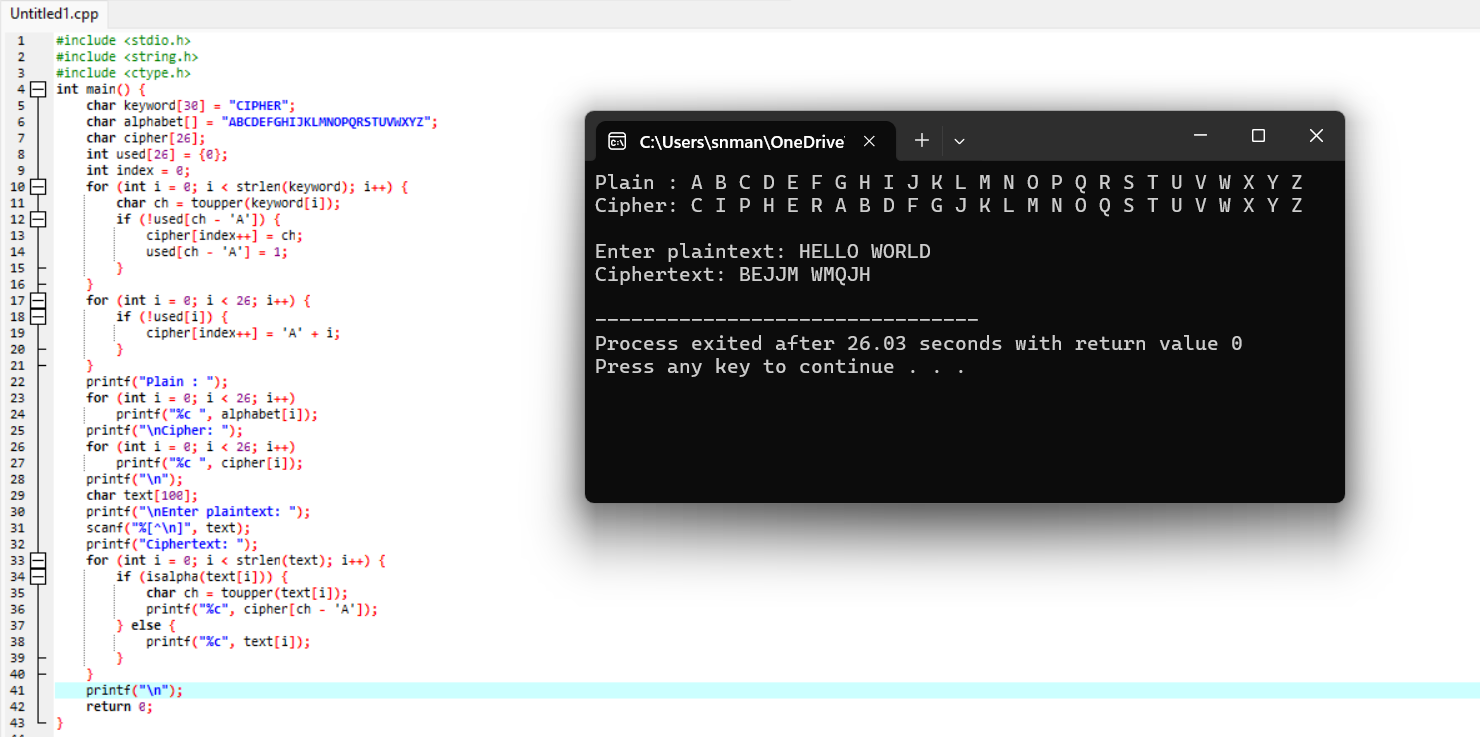 Untitled1.cpp
1 #include <stdio.h>
2 #include <string.h>
3 #include <ctype.h>
4 int main() {
5 char keyword[30] = "CIPHER";
6 char alphabet[] = "ABCDEFGHIJKLMNOPQRSTUVWXYZ";
7 char cipher[26];
8 int used[26] = {0};
9 int index = 0;
10 for (int i = 0; i < strlen(keyword); i++) {
11 char ch = toupper(keyword[i]);
12 if (!used[ch - 'A']) {
13 cipher[index++] = ch;
14 used[ch - 'A'] = 1;
15 }
16 }
17 for (int i = 0; i < 26; i++) {
18 if (!used[i]) {
19 cipher[index++] = 'A' + i;
20 }
21 }
22 printf("Plain : ");
23 for (int i = 0; i < 26; i++)
24 printf("%c ", alphabet[i]);
25 printf("\nCipher: ");
26 for (int i = 0; i < 26; i++)
27 printf("%c ", cipher[i]);
28 printf("\n");
29 char text[100];
30 printf("\nEnter plaintext: ");
31 scanf("%[^\n]", text);
32 printf("Ciphertext: ");
33 for (int i = 0; i < strlen(text); i++) {
34 if (isalpha(text[i])) {
35 char ch = toupper(text[i]);
36 printf("%c", cipher[ch - 'A']);
37 } else {
38 printf("%c", text[i]);
39 }
40 }
41 printf("\n");
42 return 0;
43 }
C:\Users\snman\OneDrive
Plain : A B C D E F G H I J K L M N O P Q R S T U V W X Y Z
Cipher: C I P H E R A B D F G J K L M N O Q S T U V W X Y Z
Enter plaintext: HELLO WORLD
Ciphertext: BEJJM WMQJH
--------------------------------
Process exited after 26.03 seconds with return value 0
Press any key to continue . . .